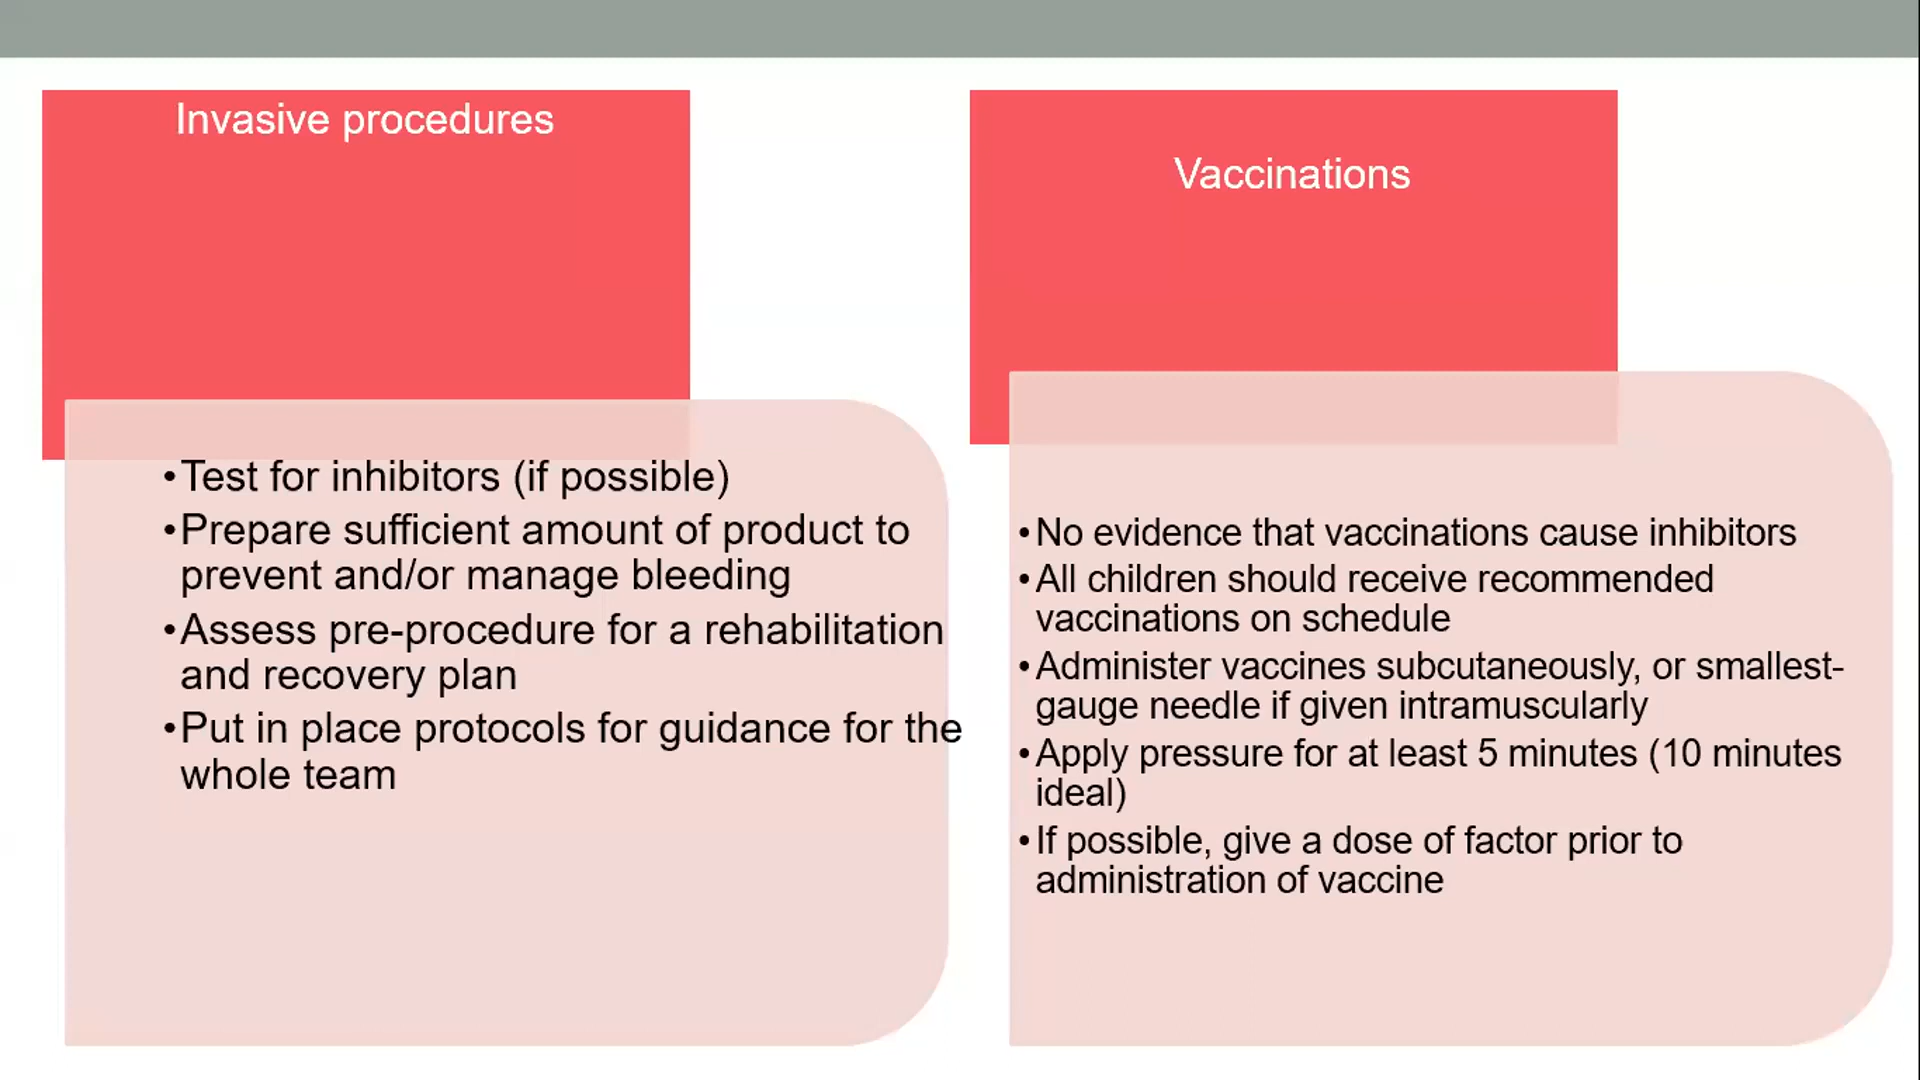 Invasive procedures
•Test for inhibitors (if possible)
•Prepare sufficient amount of product to
prevent and/or manage bleeding
•Assess pre-procedure for a rehabilitation
and recovery plan
•Put in place protocols for guidance for the
whole team
Vaccinations
•No evidence that vaccinations cause inhibitors
•All children should receive recommended
vaccinations on schedule
•Administer vaccines subcutaneously, or smallest-
gauge needle if given intramuscularly
•Apply pressure for at least 5 minutes (10 minutes
ideal)
•If possible, give a dose of factor prior to
administration of vaccine